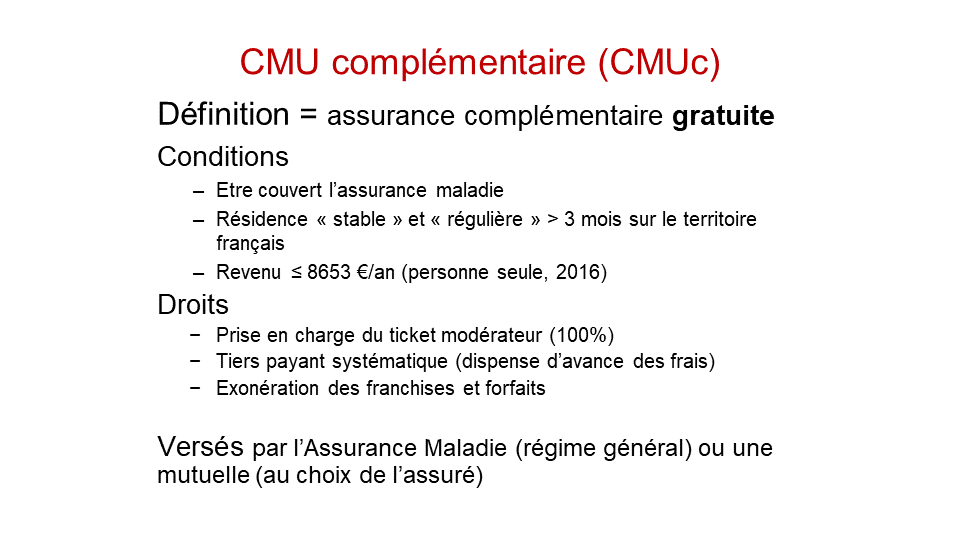 CMU complémentaire (CMUc)
Définition = assurance complémentaire gratuite
Conditions
– Etre couvert l’assurance maladie
– Résidence « stable » et « régulière » > 3 mois sur le territoire
français
– Revenu ≤ 8653 €/an (personne seule, 2016)
Droits
− Prise en charge du ticket modérateur (100%)
− Tiers payant systématique (dispense d’avance des frais)
− Exonération des franchises et forfaits
Versés par l’Assurance Maladie (régime général) ou une
mutuelle (au choix de l’assuré)